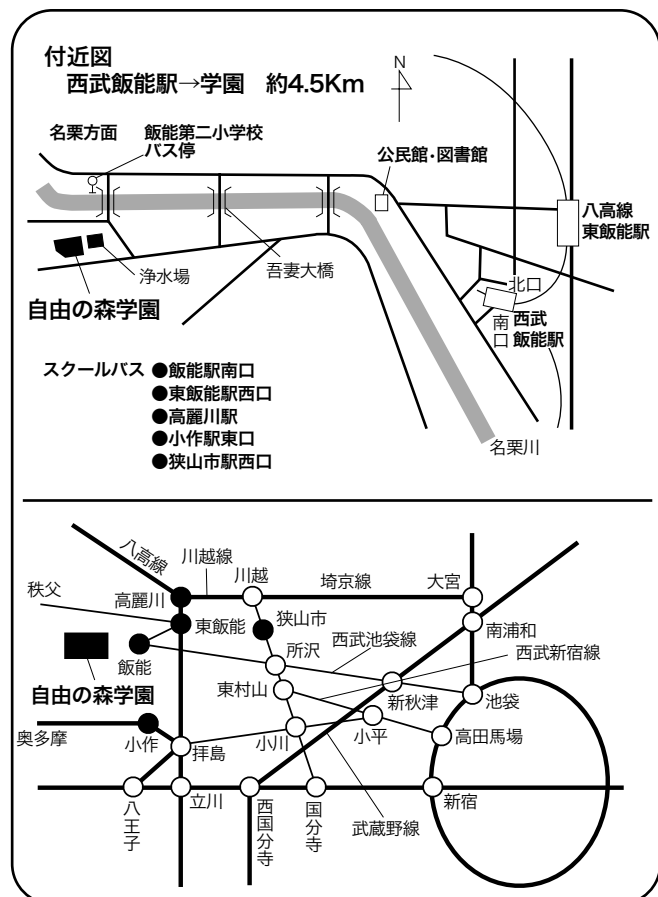 付近図
西武飯能駅→学園 約4.5Km
N
名栗方面
飯能第二小学校
バス停
公民館・図書館
八高線
東飯能駅
浄水場
吾妻大橋
北口
南口
西武
飯能駅
自由の森学園
スクールバス ●飯能駅南口
●東飯能駅西口
●高麗川駅
●小作駅東口
●狭山市駅西口
名栗川
八高線
川越線
川越
埼京線
大宮
秩父
高麗川
東飯能
狭山市
南浦和
飯能
所沢
西武池袋線
西武新宿線
自由の森学園
東村山
新秋津
池袋
奥多摩
小作
拝島
小川
小平
高田馬場
八王子
立川
西国分寺
国分寺
武蔵野線
新宿